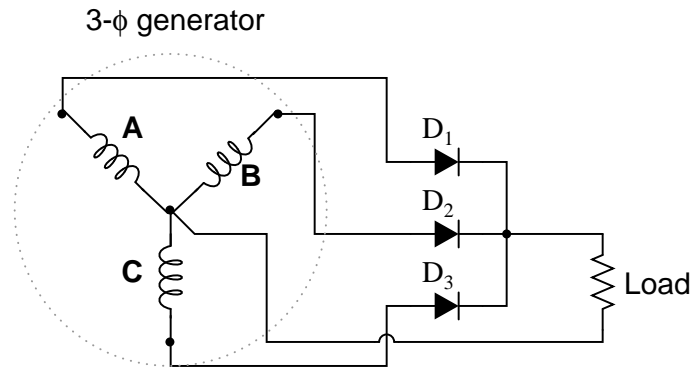 3-ϕ generator
A
B
C
D₁
D₂
D₃
Load